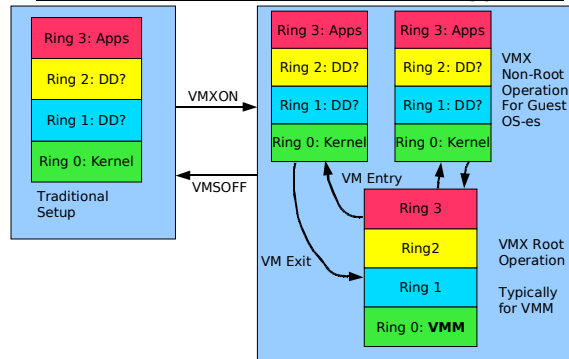 Ring 3: Apps
Ring 2: DD?
Ring 1: DD?
Ring 0: Kernel
Traditional
Setup
VMXON
VMSOFF
Ring 3: Apps
Ring 2: DD?
Ring 1: DD?
Ring 0: Kernel
Ring 3: Apps
Ring 2: DD?
Ring 1: DD?
Ring 0: Kernel
VMX
Non-Root
Operation
For Guest
OS-es
VM Entry
VM Exit
Ring 3
Ring2
Ring 1
Ring 0: VMM
VMX Root
Operation
Typically
for VMM